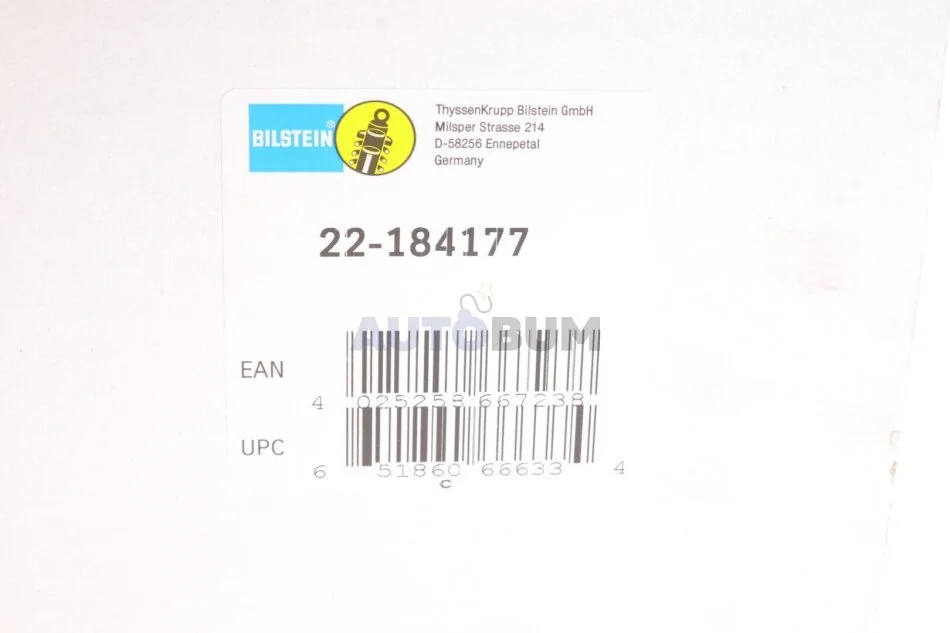 BILSTEIN®
ThyssenKrupp Bilstein GmbH
Milsper Strasse 214
D-58256 Ennepetal
Germany
22-184177
AUTOBUM
EAN
4 025258 667238
UPC
6 51860 66633 4
c